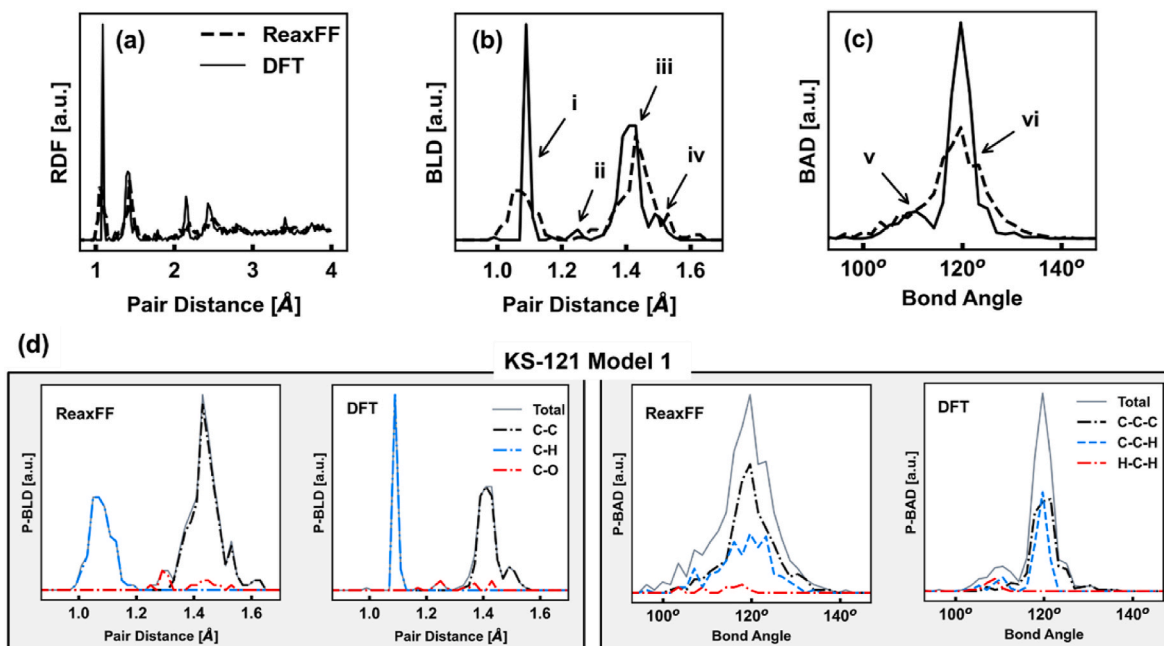 (a)
ReaxFF
DFT
RDF [a.u.]
1 2 3 4
Pair Distance [Å]
(b)
i
ii
iii
iv
BLD [a.u.]
1.0 1.2 1.4 1.6
Pair Distance [Å]
(c)
v
vi
BAD [a.u.]
100° 120° 140°
Bond Angle
(d)
KS-121 Model 1
ReaxFF
P-BLD [a.u.]
1.0 1.2 1.4 1.6
Pair Distance [Å]
DFT
Total
C-C
C-H
C-O
P-BLD [a.u.]
1.0 1.2 1.4 1.6
Pair Distance [Å]
ReaxFF
P-BAD [a.u.]
100° 120° 140°
Bond Angle
DFT
Total
C-C-C
C-C-H
H-C-H
P-BAD [a.u.]
100° 120° 140°
Bond Angle